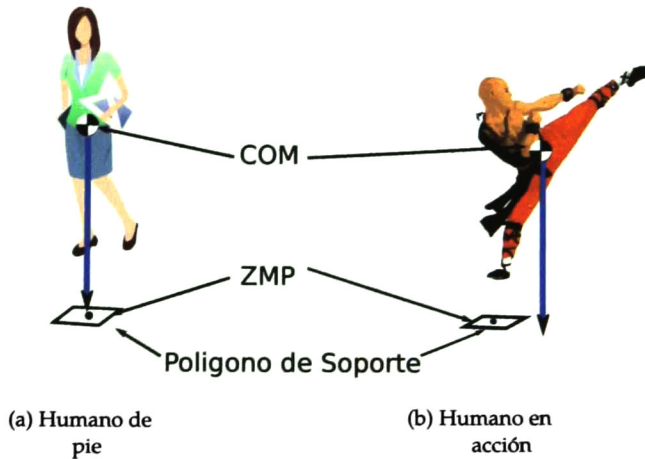 COM
ZMP
Poligono de Soporte
(a) Humano de
pie
(b) Humano en
acción